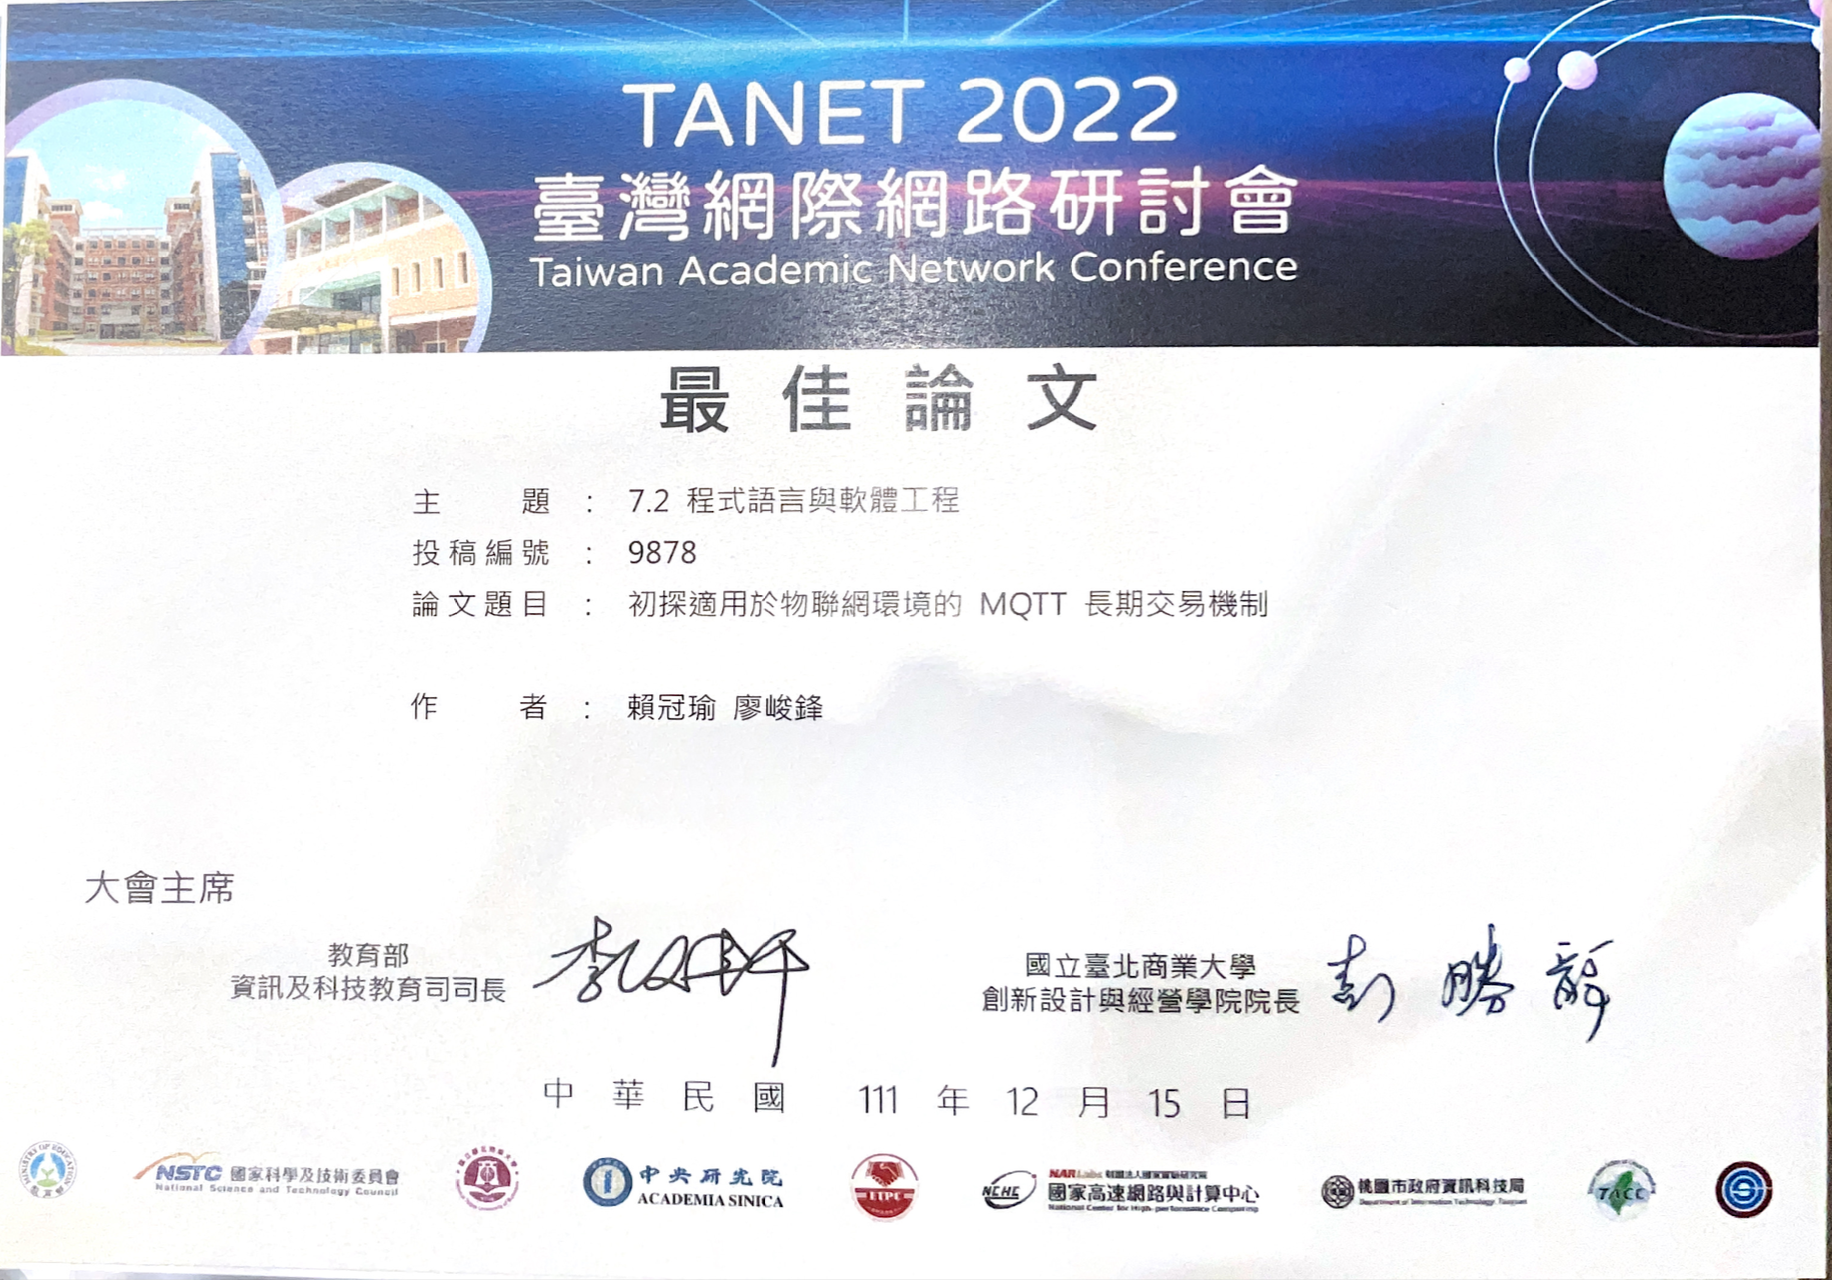 TANET 2022
臺灣網際網路研討會
Taiwan Academic Network Conference
最佳論文
主題：7.2 程式語言與軟體工程
投稿編號：9878
論文題目：初探適用於物聯網環境的 MQTT 長期交易機制
作者：賴冠瑜 廖峻鋒
大會主席
教育部
資訊及科技教育司司長
國立臺北商業大學
創新設計與經營學院院長
彭勝
中華民國 111 年 12 月 15 日
MINISTRY OF EDUCATION
NSTC 國家科學及技術委員會
National Science and Technology Council
中央研究院
ACADEMIA SINICA
NCHC
NARLabs 財團法人國家實驗研究院
國家高速網路與計算中心
National Center for High-performance Computing
桃園市政府資訊科技局
Department of Information Technology, Taoyuan
TACC